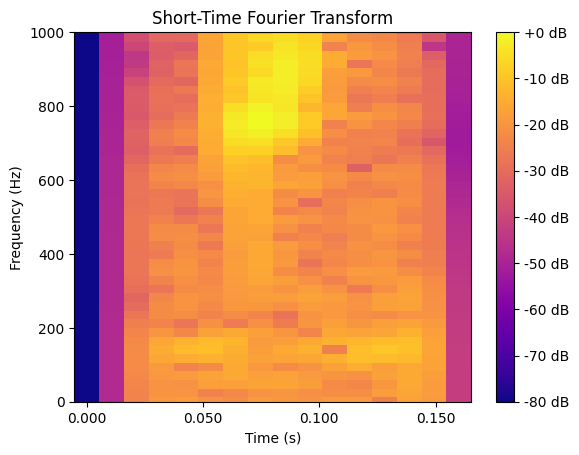 Short-Time Fourier Transform
Frequency (Hz)
1000
800
600
400
200
0
0.000 0.050 0.100 0.150
Time (s)
+0 dB
-10 dB
-20 dB
-30 dB
-40 dB
-50 dB
-60 dB
-70 dB
-80 dB